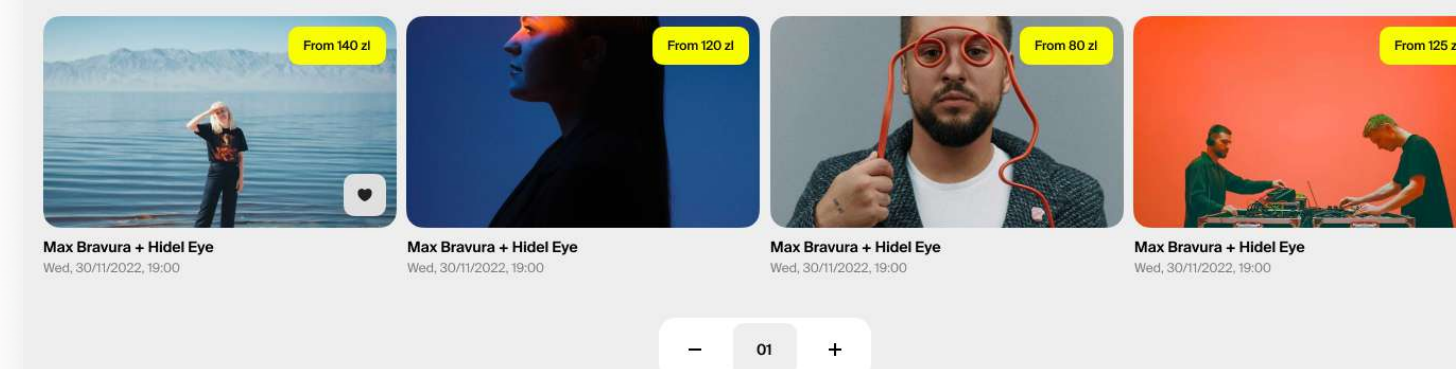 From 140 zl
From 120 zl
From 80 zl
From 125
Max Bravura + Hidel Eye
Wed, 30/11/2022, 19:00
Max Bravura + Hidel Eye
Wed, 30/11/2022, 19:00
Max Bravura + Hidel Eye
Wed, 30/11/2022, 19:00
Max Bravura + Hidel Eye
Wed, 30/11/2022, 19:00
− 01 +